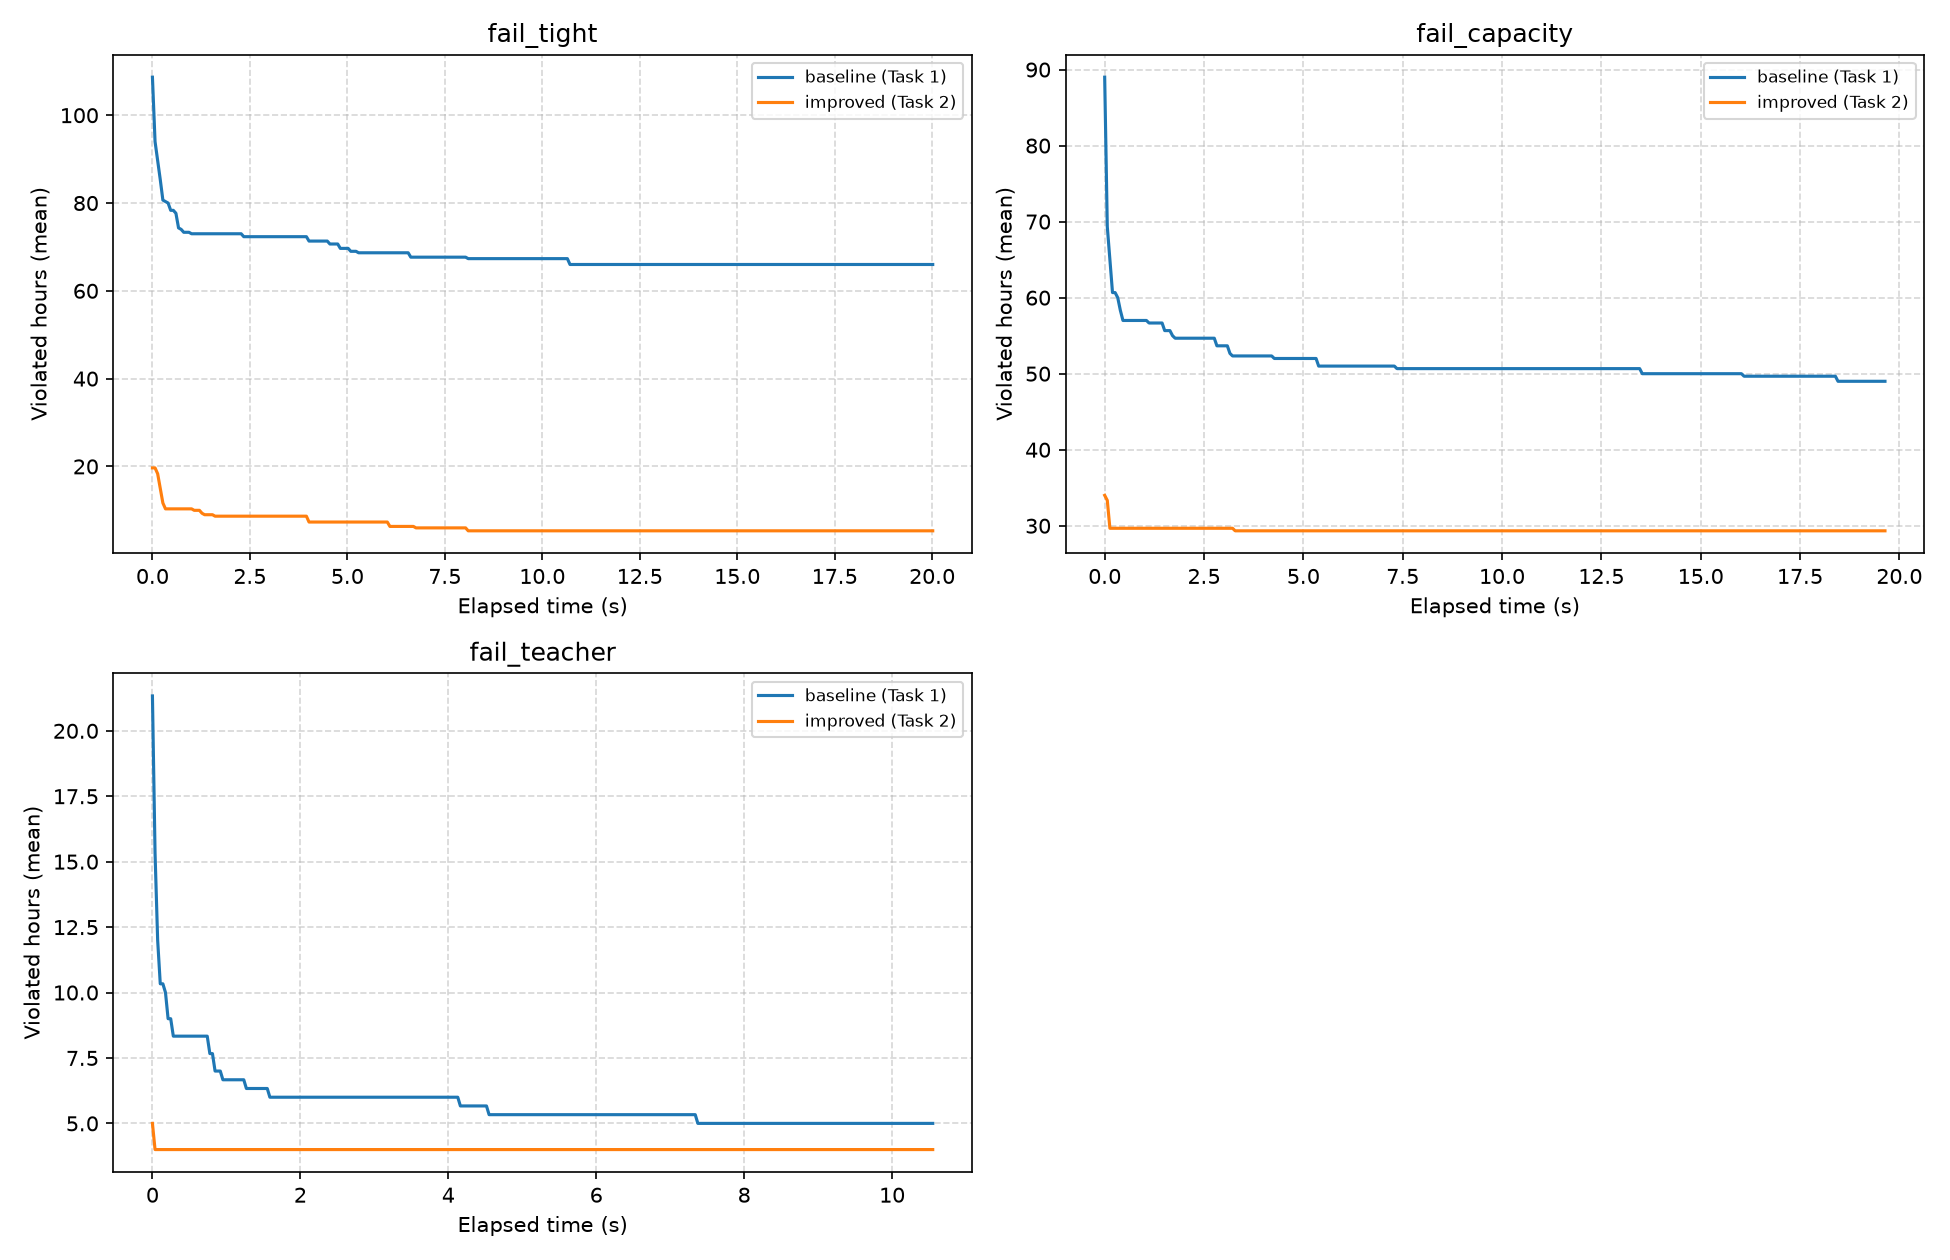 fail_tight
baseline (Task 1)
improved (Task 2)
Violated hours (mean)
100
80
60
40
20
0.0 2.5 5.0 7.5 10.0 12.5 15.0 17.5 20.0
Elapsed time (s)
fail_capacity
baseline (Task 1)
improved (Task 2)
Violated hours (mean)
90
80
70
60
50
40
30
0.0 2.5 5.0 7.5 10.0 12.5 15.0 17.5 20.0
Elapsed time (s)
fail_teacher
baseline (Task 1)
improved (Task 2)
Violated hours (mean)
20.0
17.5
15.0
12.5
10.0
7.5
5.0
0 2 4 6 8 10
Elapsed time (s)